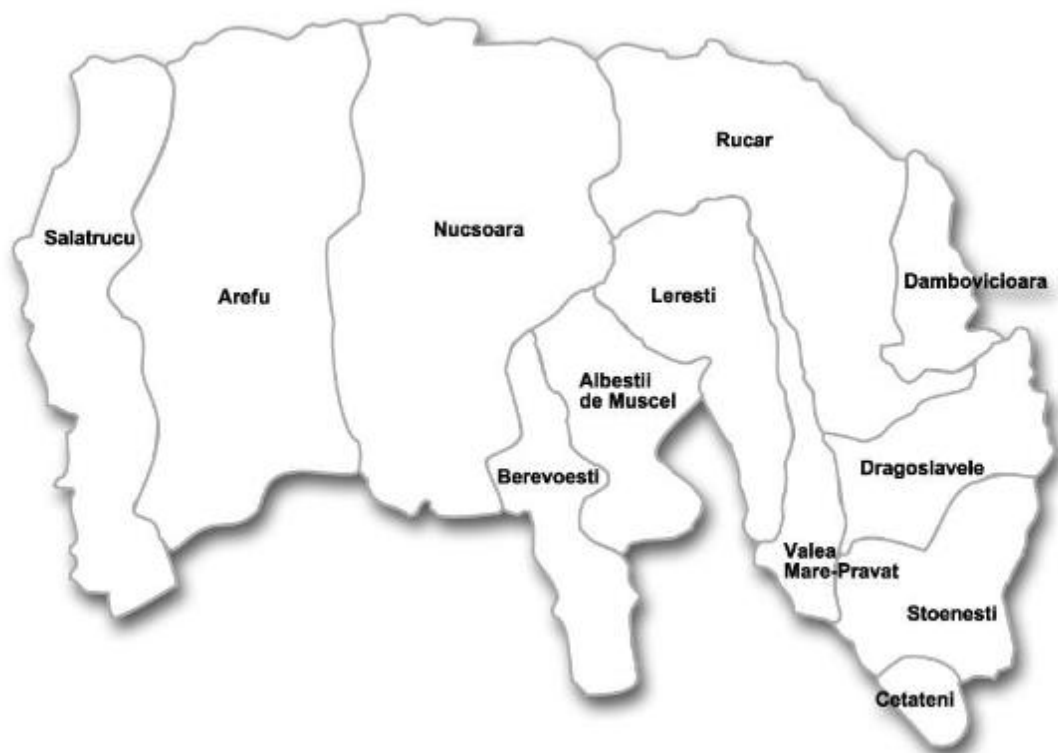 Rucar
Salatrucu
Nucsoara
Arefu
Leresti
Dambovicioara
Albestii
de Muscel
Berevoesti
Dragoslavele
Valea
Mare-Pravat
Stoenesti
Cetateni